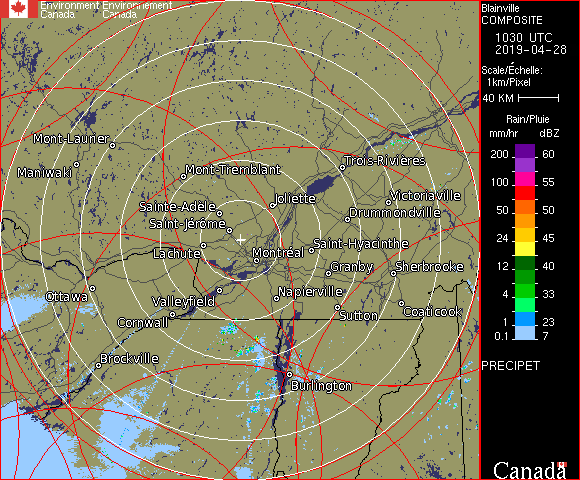 Environment Environnement
Canada Canada
Blainville
COMPOSITE
1030 UTC
2019-04-28
Scale/Échelle:
1km/Pixel
40 KM
Rain/Pluie
mm/hr dBZ
200 60
100 55
50 50
24 45
12 40
4 33
1 23
0.1 7
PRECIPET
Canada
Mont-Laurier
Maniwaki
Mont-Tremblant
Trois-Rivières
Joliette
Victoriaville
Sainte-Adèle
Drummondville
Saint-Jérôme
Saint-Hyacinthe
Lachute
Montréal
Granby
Sherbrooke
Ottawa
Valleyfield
Napierville
Sutton
Coaticook
Cornwall
Brockville
Burlington